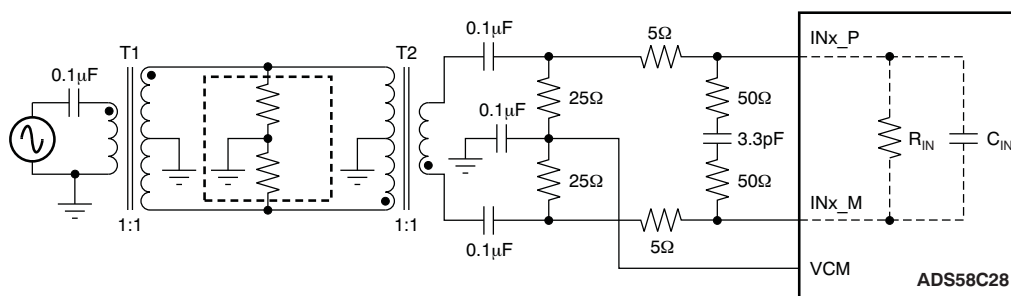 0.1μF
T1
T2
0.1μF
5Ω
INx_P
0.1μF
25Ω
50Ω
3.3pF
R_IN
C_IN
25Ω
50Ω
1:1
1:1
0.1μF
5Ω
INx_M
VCM
ADS58C28